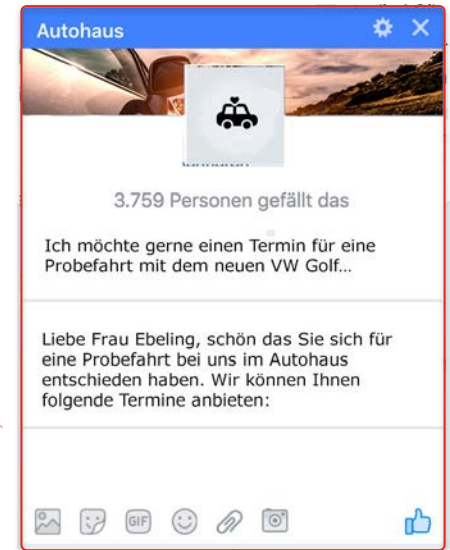 Autohaus
3.759 Personen gefällt das
Ich möchte gerne einen Termin für eine
Probefahrt mit dem neuen VW Golf...
Liebe Frau Ebeling, schön das Sie sich für
eine Probefahrt bei uns im Autohaus
entschieden haben. Wir können Ihnen
folgende Termine anbieten:
GIF